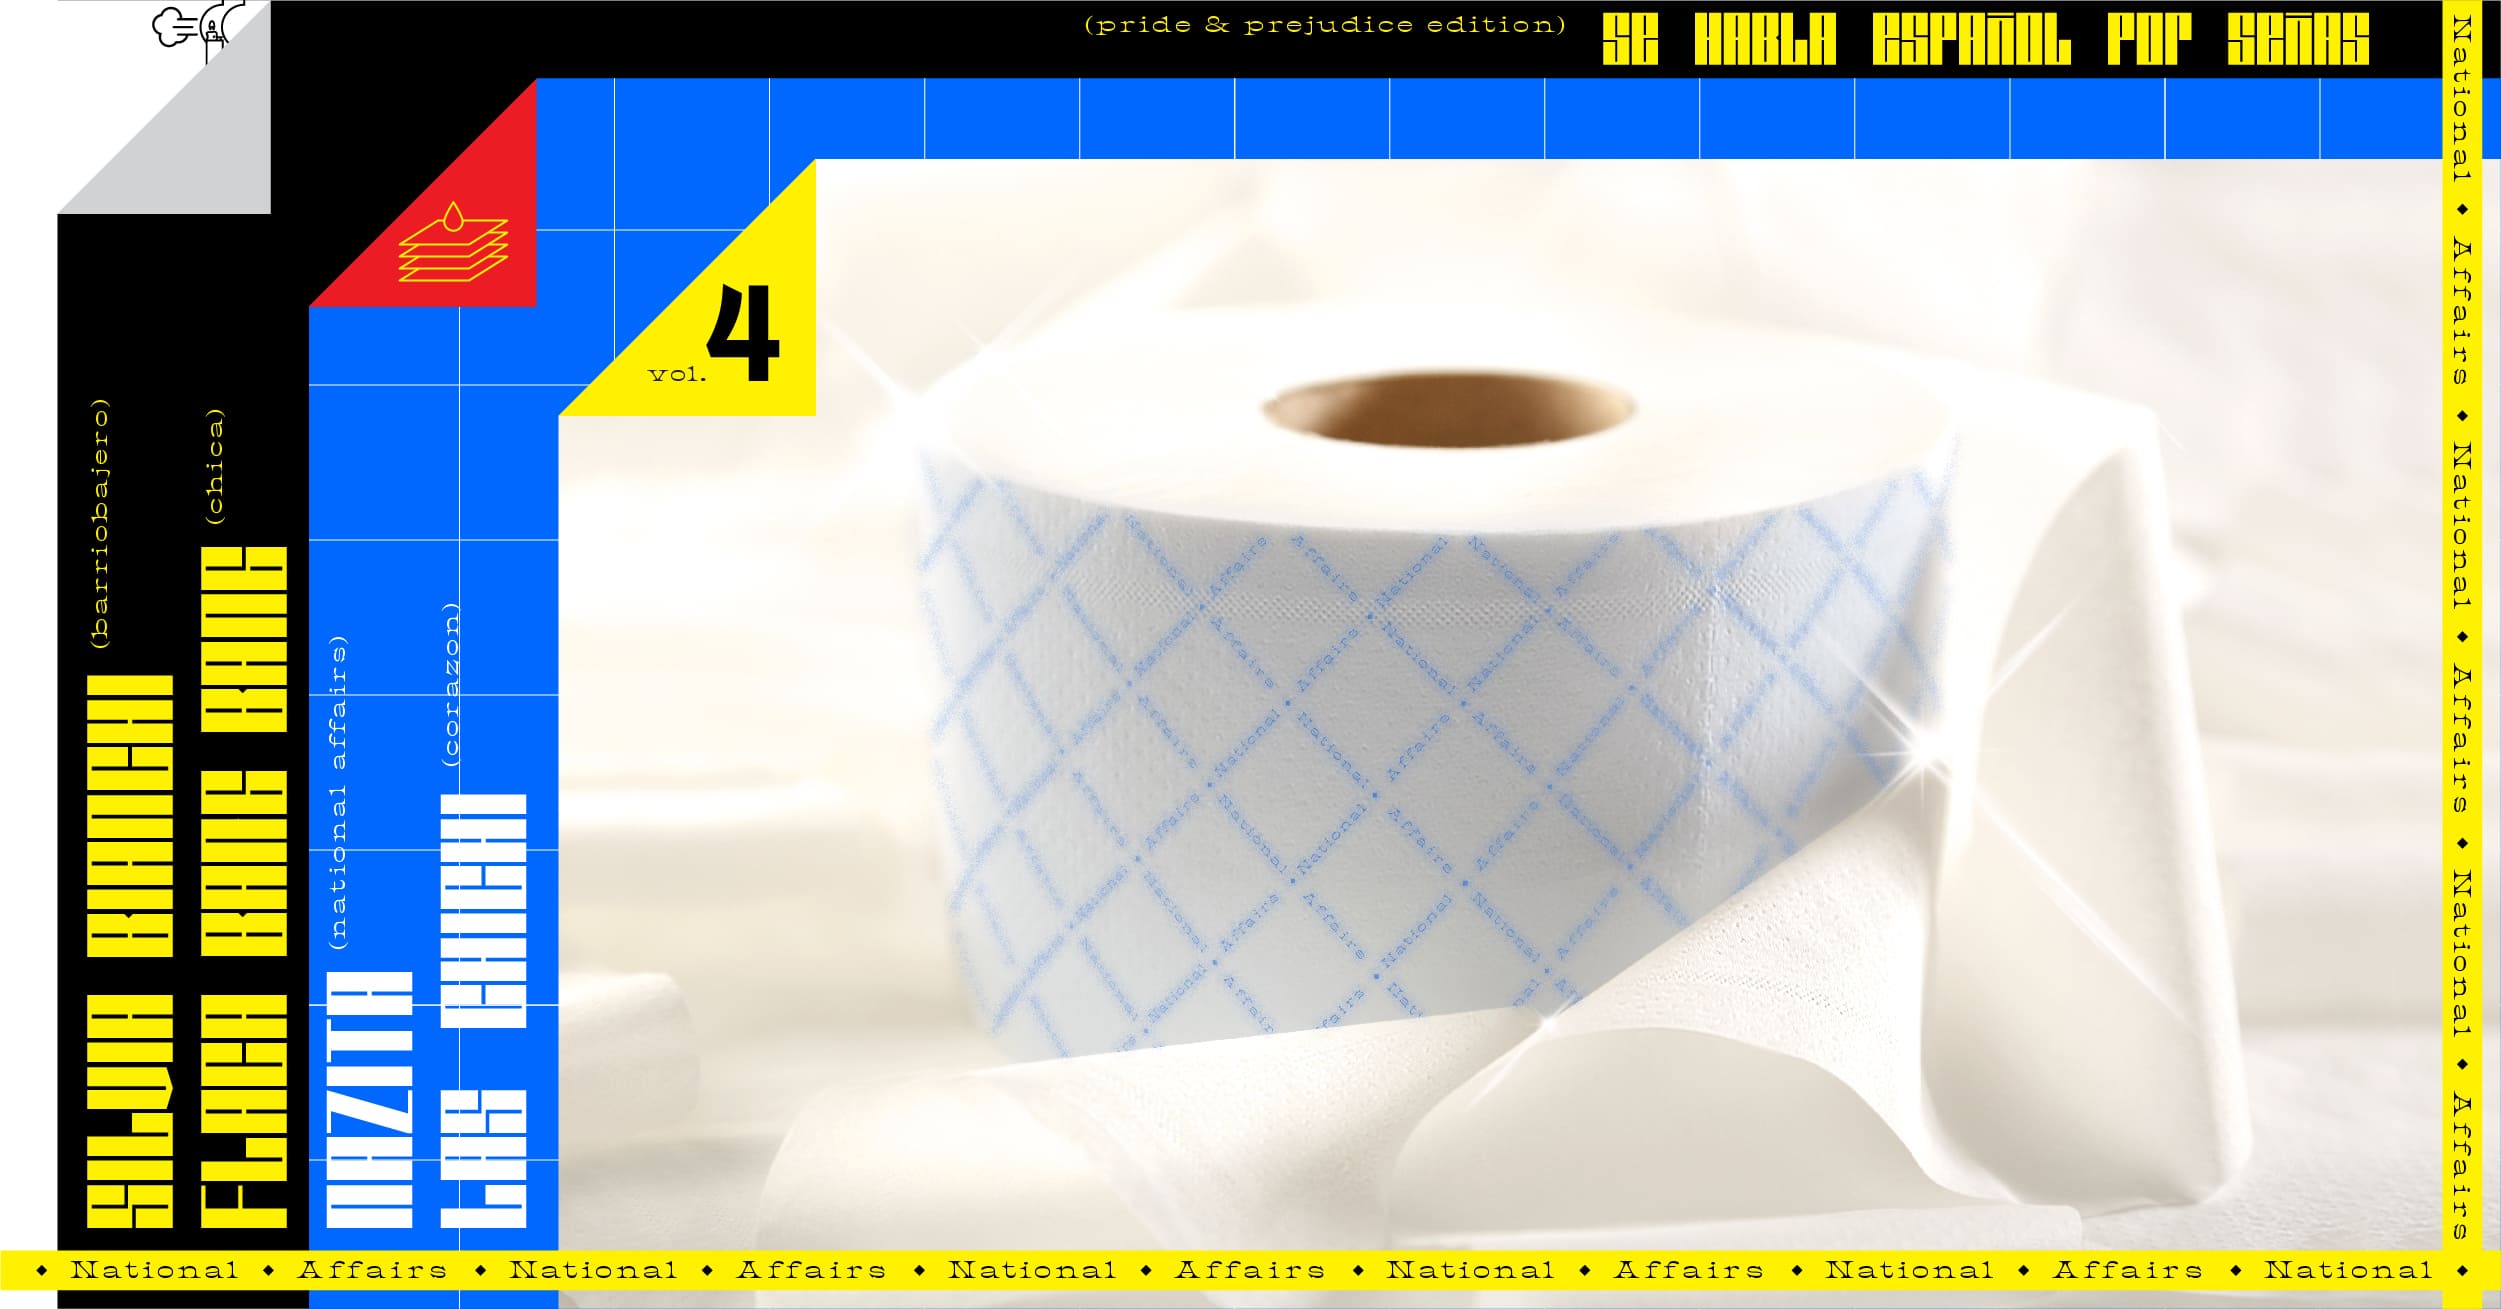 (pride & prejudice edition) SE HABLA ESPAÑOL POR SEÑAS
SILVIA BIANCHI (barriobajero)
FLACA BANG BANG (chica)
NAZITA (national affairs)
LAS CHICHI (corazon)
vol. 4
National ◆ Affairs ◆ National ◆ Affairs ◆ National ◆ Affairs
◆ National ◆ Affairs ◆ National ◆ Affairs ◆ National ◆ Affairs ◆ National ◆ Affairs ◆ National ◆ Affairs ◆ National ◆